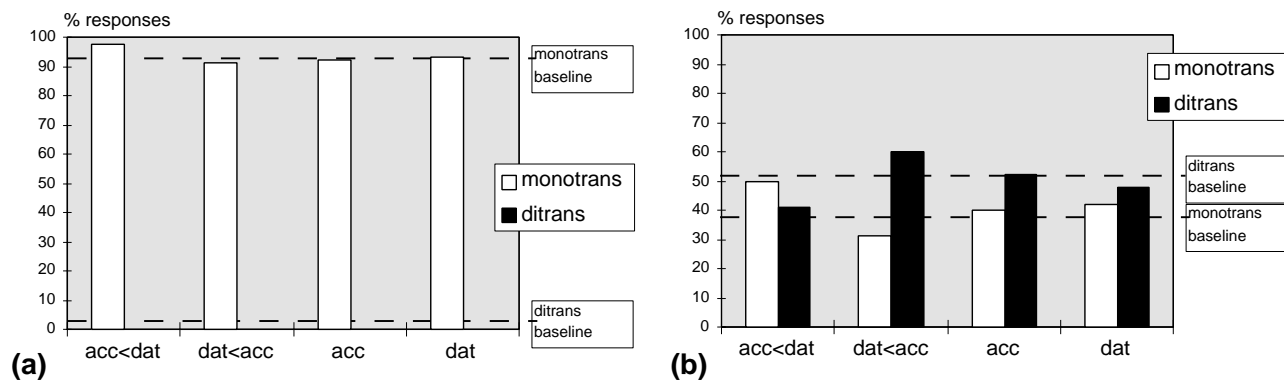 % responses
100
90
80
70
60
50
40
30
20
10
0
acc<dat dat<acc acc dat
monotrans
baseline
monotrans
ditrans
ditrans
baseline
(a)
% responses
100
90
80
70
60
50
40
30
20
10
0
acc<dat dat<acc acc dat
monotrans
ditrans
ditrans
baseline
monotrans
baseline
(b)